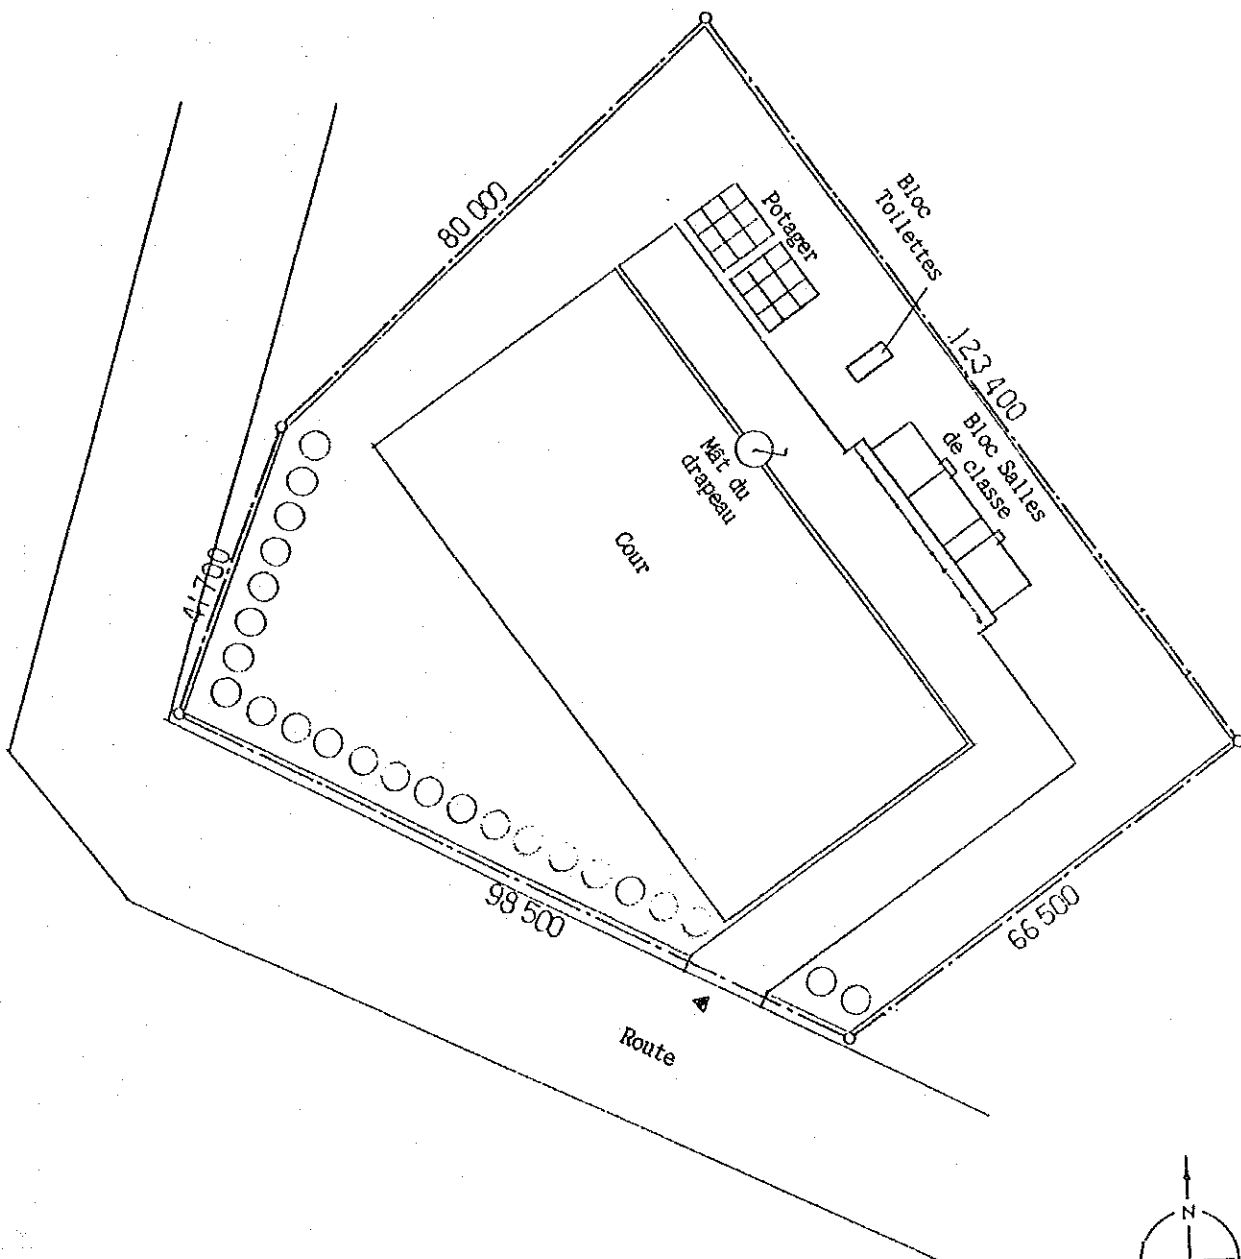 80 000
Bloc
Toilettes
Potager
123 400
Bloc Salles
de classe
Mât du
drapeau
Cour
41 700
98 500
66 500
Route
N